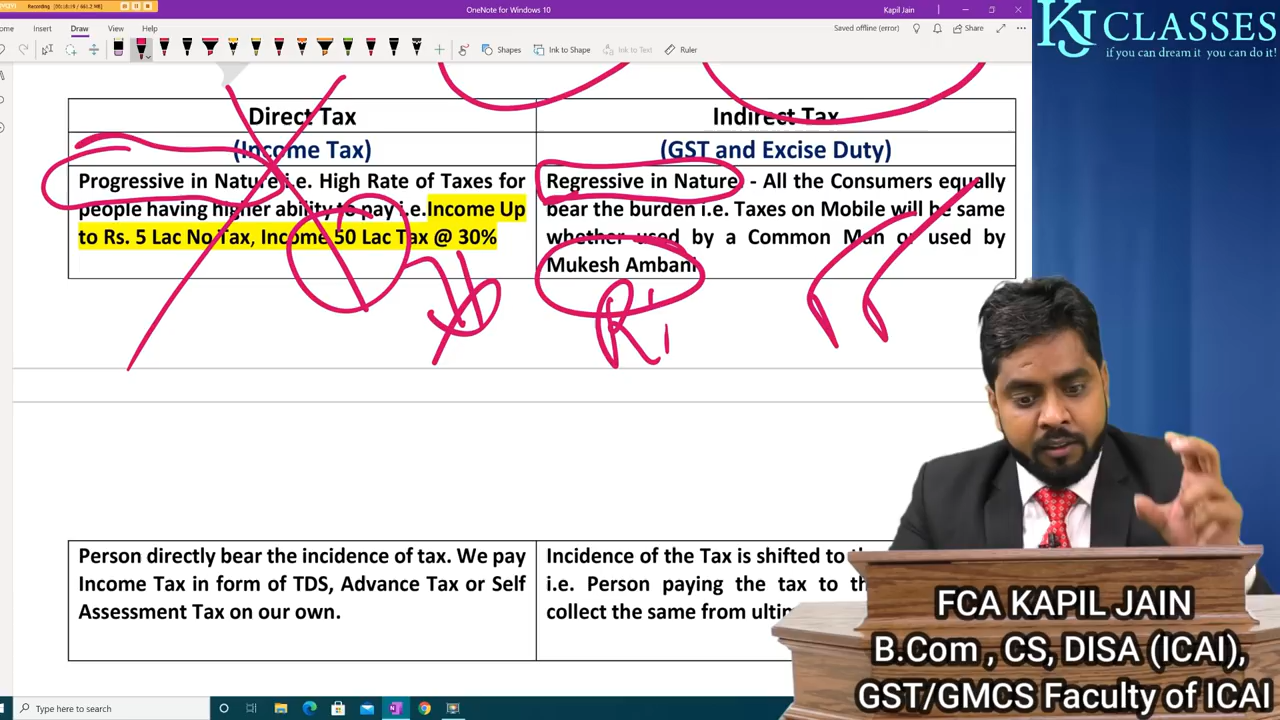 Recording
OneNote for Windows 10
Kapil Jain
KJ CLASSES
if you can dream it you can do it!
Insert
Draw
View
Help
Saved offline (error)
Share
Shapes
Ink to Shape
Ink to Text
Ruler
Direct Tax
Indirect Tax
(Income Tax)
(GST and Excise Duty)
Progressive in Nature i.e. High Rate of Taxes for
people having higher ability to pay i.e. Income Up
to Rs. 5 Lac No Tax, Income 50 Lac Tax @ 30%
Regressive in Nature - All the Consumers equally
bear the burden i.e. Taxes on Mobile will be same
whether used by a Common Man or used by
Mukesh Ambani
Person directly bear the incidence of tax. We pay
Income Tax in form of TDS, Advance Tax or Self
Assessment Tax on our own.
Incidence of the Tax is shifted to
i.e. Person paying the tax to
collect the same from
FCA KAPIL JAIN
B.Com , CS, DISA (ICAI),
GST/GMCS Faculty of ICAI
Type here to search